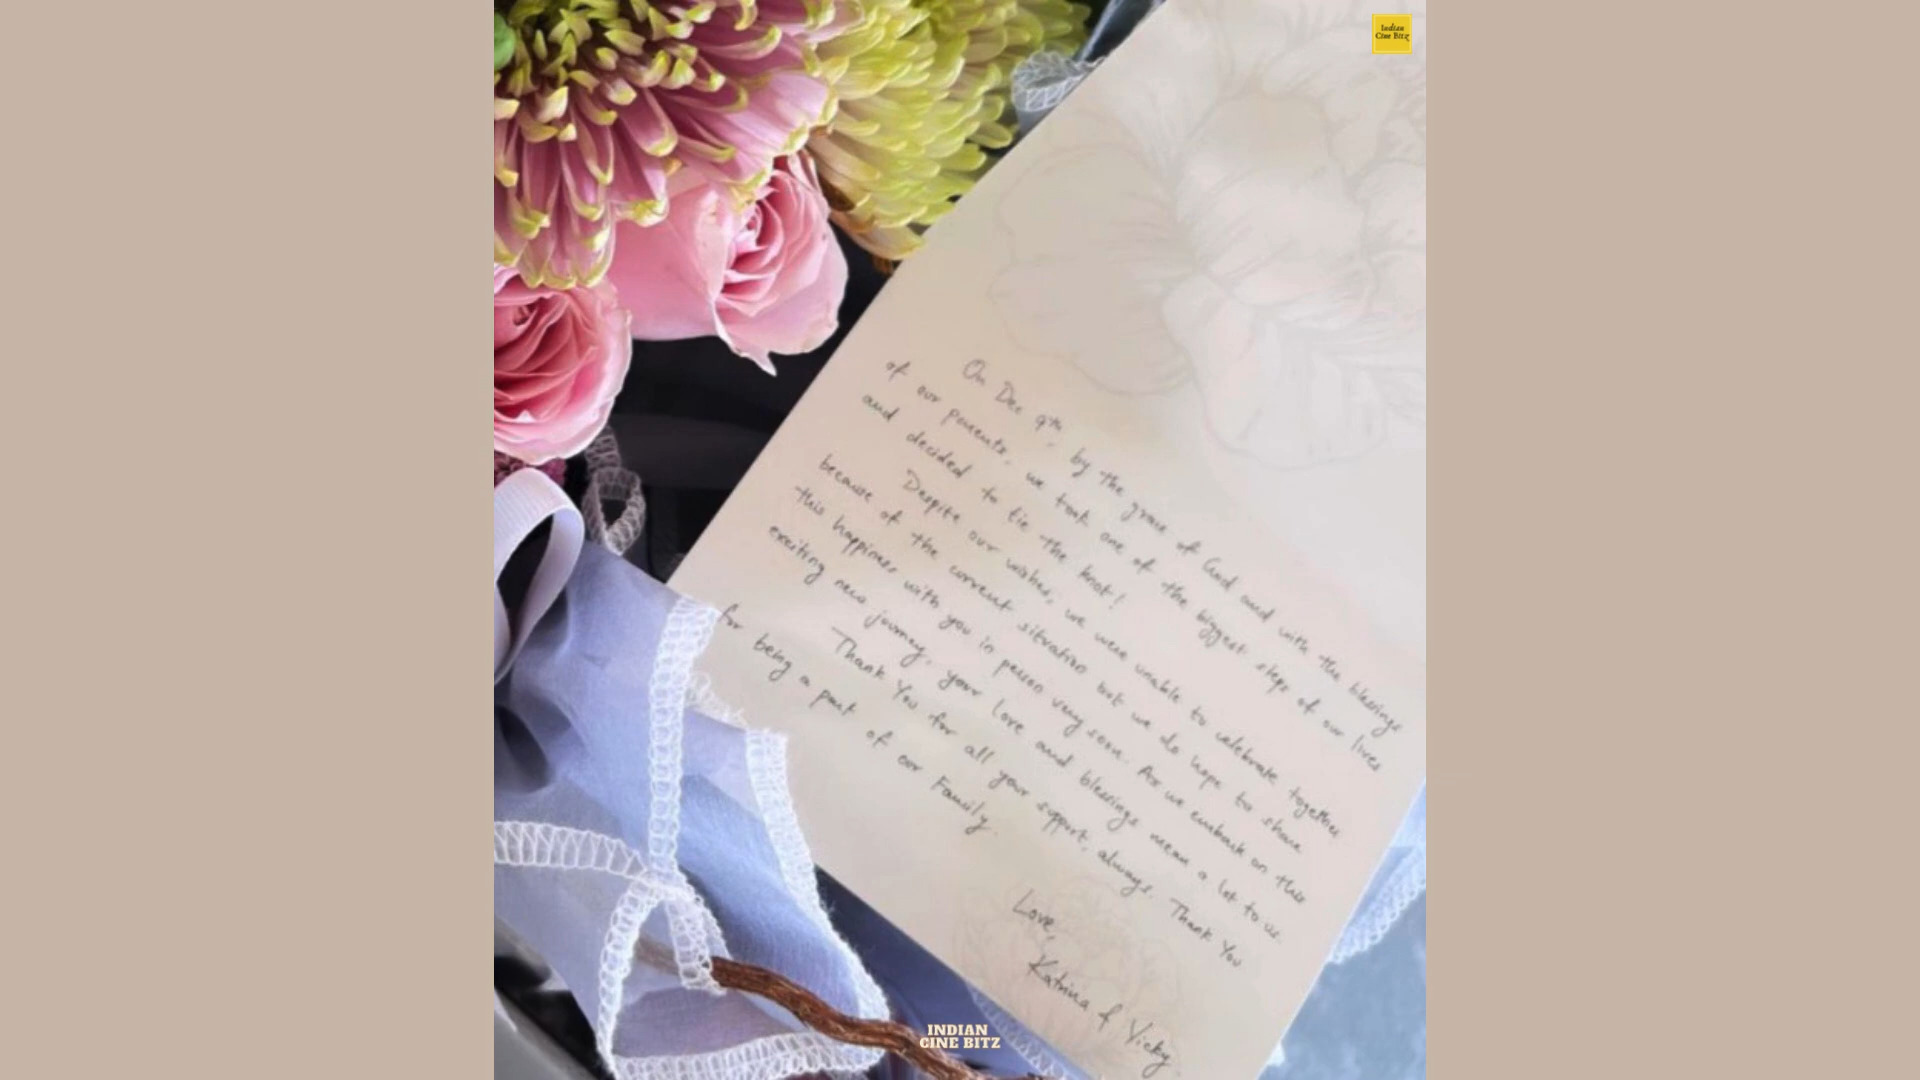 Indian
Cine Bitz
On Dec 9th, by the grace of God and with the blessings
of our parents, we took one of the biggest steps of our lives
and decided to tie the knot!
Despite our wishes, we were unable to celebrate together
because of the current situation but we do hope to share
this happiness with you in person very soon. As we embark on this
exciting new journey, your love and blessings mean a lot to us.
Thank You for all your support, always. Thank You
for being a part of our Family.
Love,
Katrina & Vicky
INDIAN
CINE BITZ